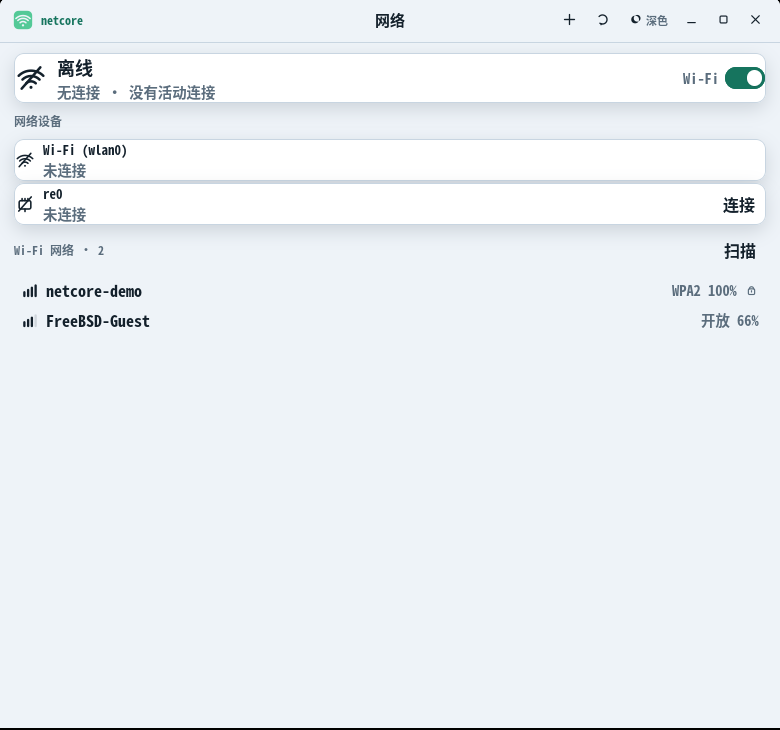 netcore 网络 深色
离线
无连接 · 没有活动连接
Wi-Fi
网络设备
Wi-Fi (wlan0)
未连接
re0
未连接
连接
Wi-Fi 网络 · 2
扫描
netcore-demo WPA2 100%
FreeBSD-Guest 开放 66%